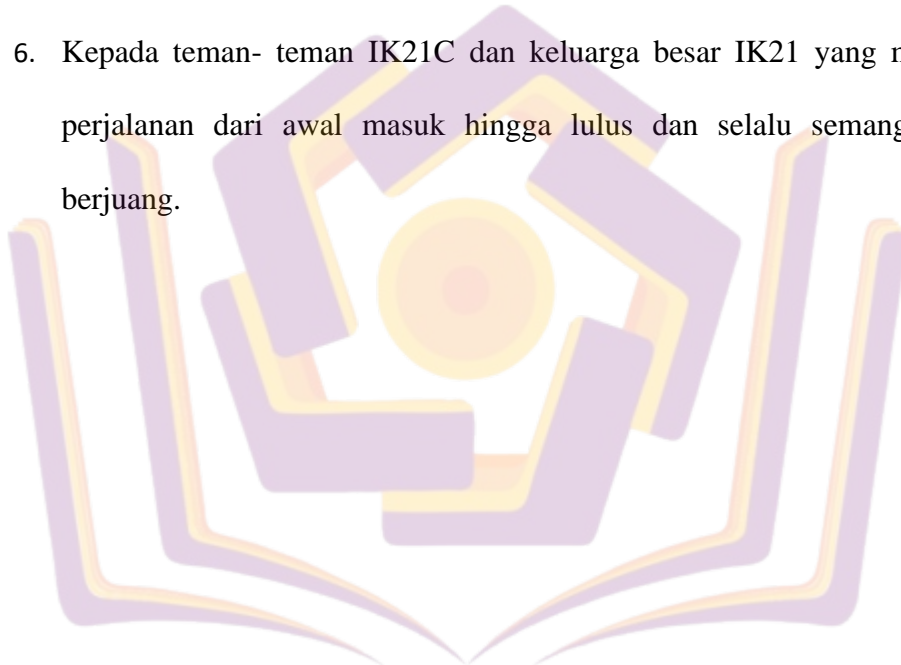 6. Kepada teman- teman IK21C dan keluarga besar IK21 yang
perjalanan dari awal masuk hingga lulus dan selalu
berjuang.